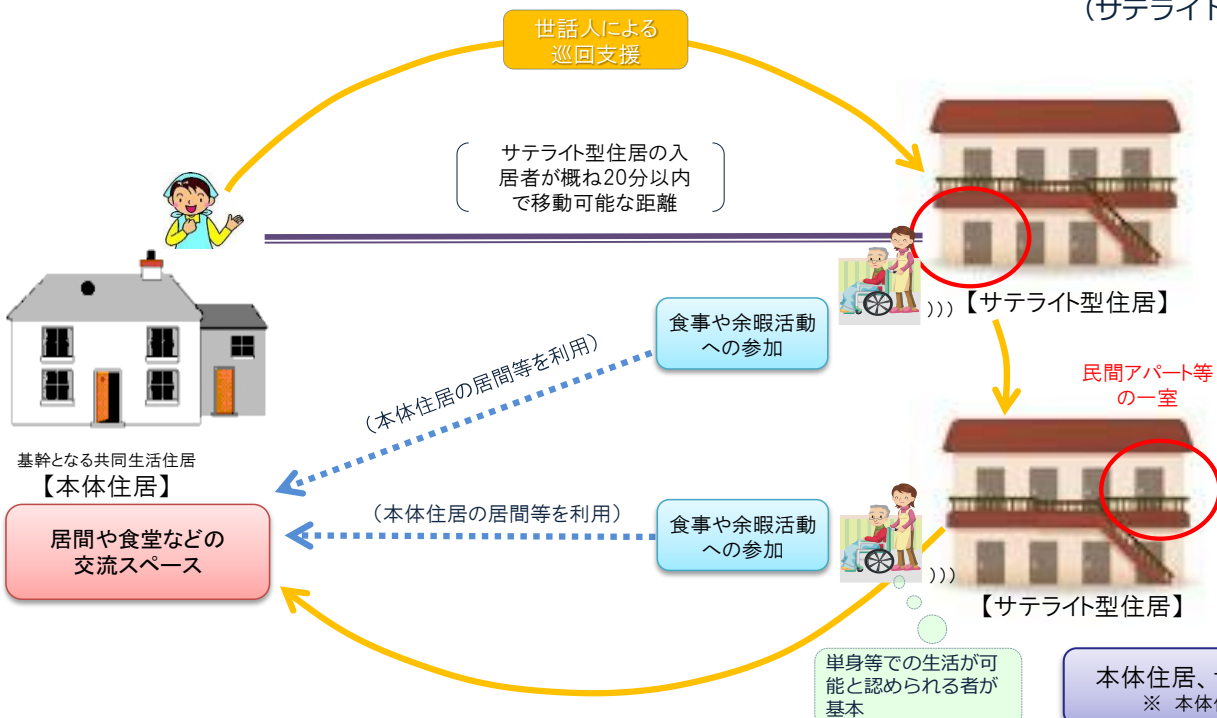 (サテライト
世話人による
巡回支援
サテライト型住居の入
居者が概ね20分以内
で移動可能な距離
)))
【サテライト型住居】
食事や余暇活動
への参加
(本体住居の居間等を利用)
民間アパート等
の一室
基幹となる共同生活住居
【本体住居】
居間や食堂などの
交流スペース
(本体住居の居間等を利用)
食事や余暇活動
への参加
)))
【サテライト型住居】
単身等での生活が可
能と認められる者が
基本
本体住居、
※ 本体